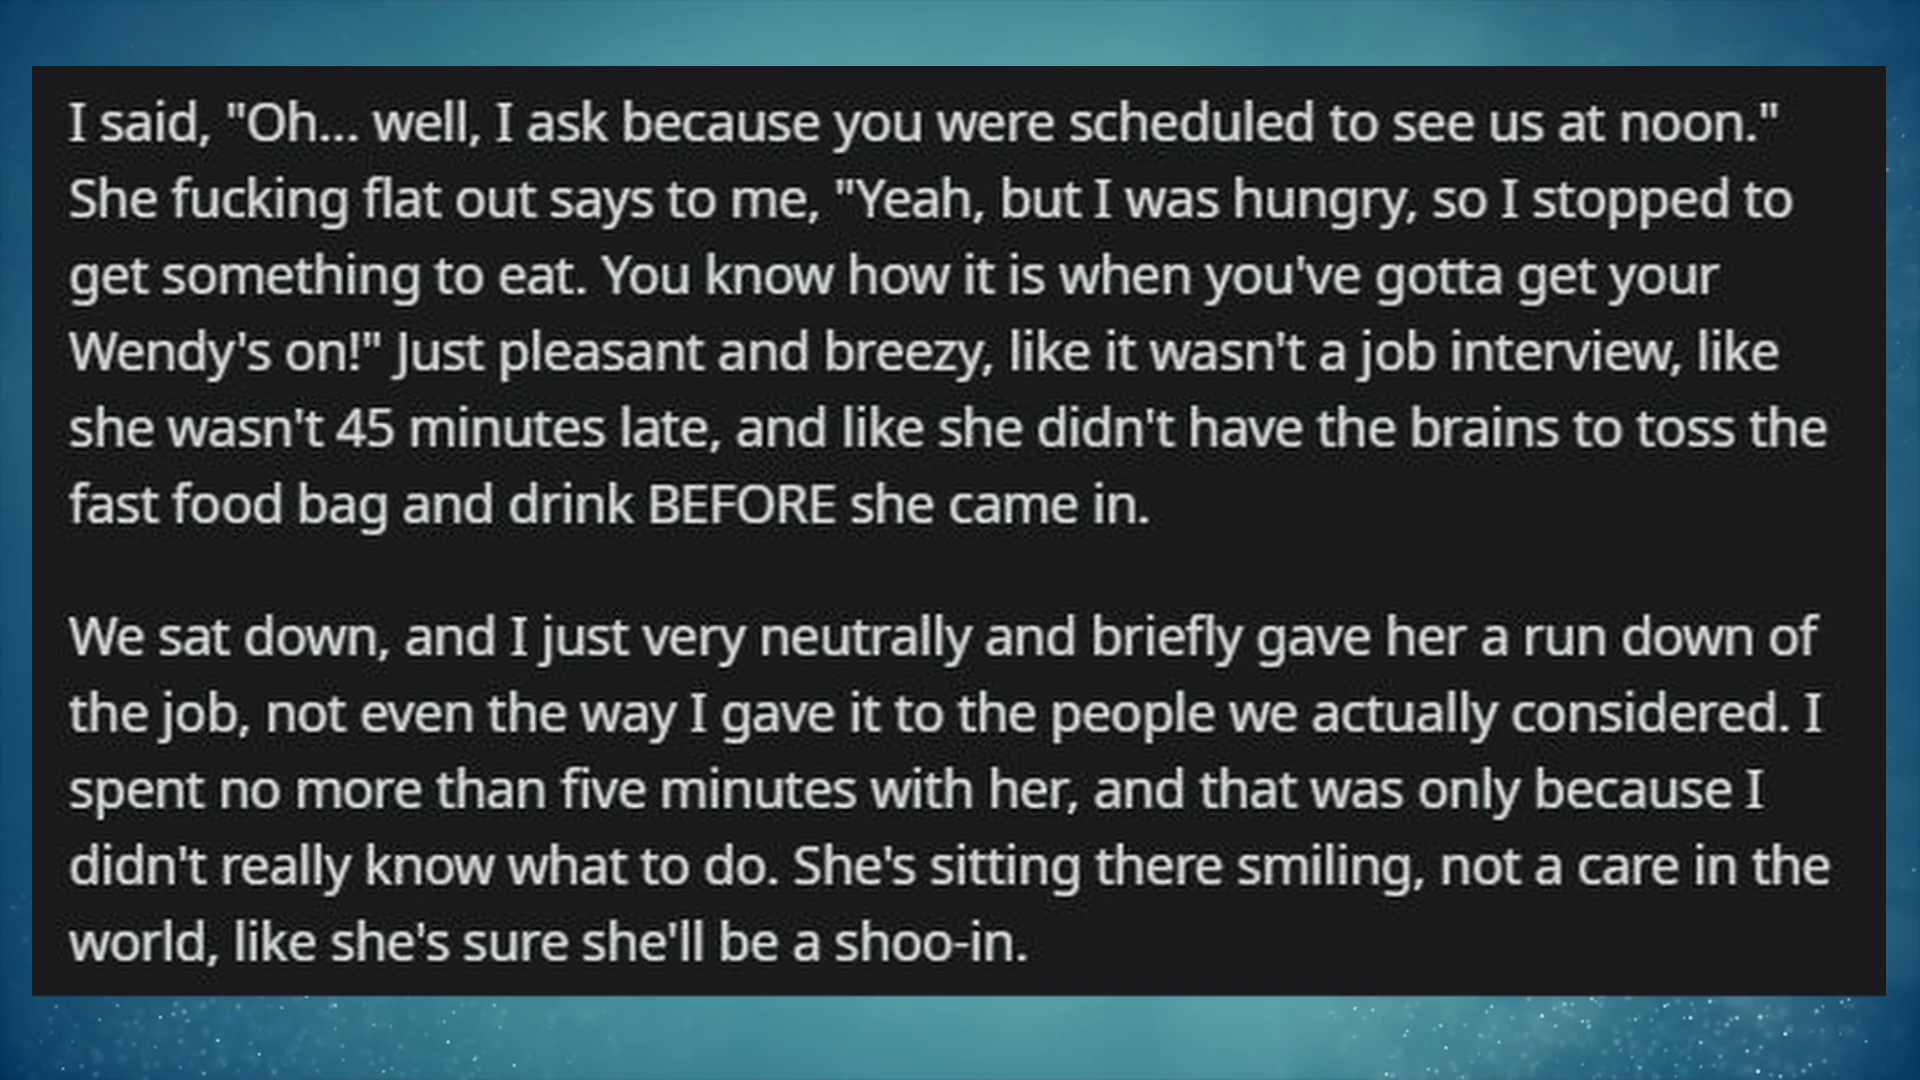 I said, "Oh... well, I ask because you were scheduled to see us at noon."
She fucking flat out says to me, "Yeah, but I was hungry, so I stopped to
get something to eat. You know how it is when you've gotta get your
Wendy's on!" Just pleasant and breezy, like it wasn't a job interview, like
she wasn't 45 minutes late, and like she didn't have the brains to toss the
fast food bag and drink BEFORE she came in.
We sat down, and I just very neutrally and briefly gave her a run down of
the job, not even the way I gave it to the people we actually considered. I
spent no more than five minutes with her, and that was only because I
didn't really know what to do. She's sitting there smiling, not a care in the
world, like she's sure she'll be a shoo-in.